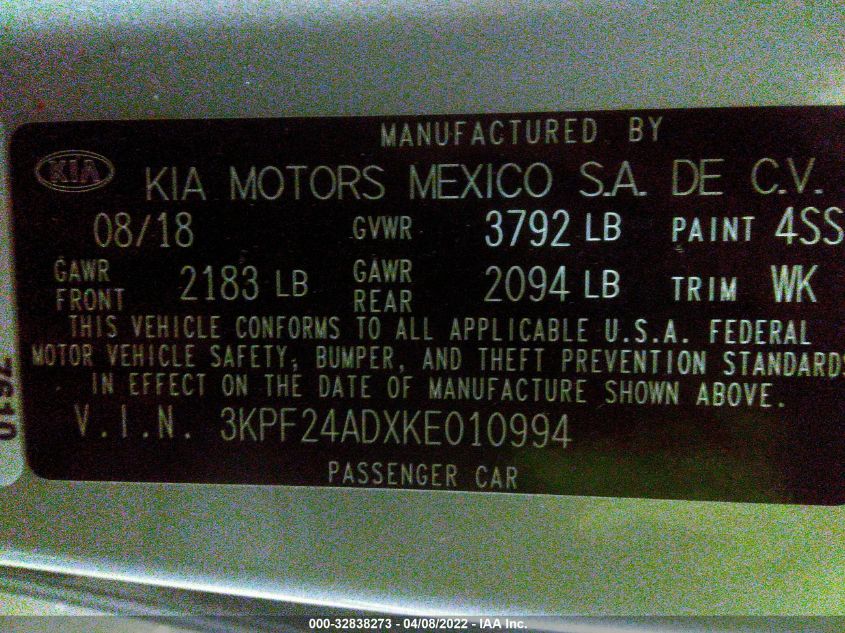 MANUFACTURED BY
KIA KIA MOTORS MEXICO S.A. DE C.V.
08/18 GVWR 3792 LB PAINT 4SS
GAWR FRONT 2183 LB GAWR REAR 2094 LB TRIM WK
THIS VEHICLE CONFORMS TO ALL APPLICABLE U.S.A. FEDERAL
MOTOR VEHICLE SAFETY, BUMPER, AND THEFT PREVENTION STANDARDS
IN EFFECT ON THE DATE OF MANUFACTURE SHOWN ABOVE.
V.I.N. 3KPF24ADXKE010994
PASSENGER CAR
000-32838273 - 04/08/2022 - IAA Inc.